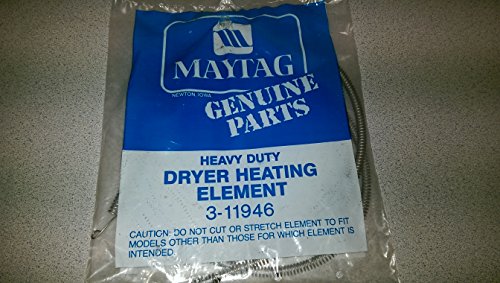 MAYTAG
NEWTON, IOWA
GENUINE
PARTS
HEAVY DUTY
DRYER HEATING
ELEMENT
3-11946
CAUTION: DO NOT CUT OR STRETCH ELEMENT TO FIT
MODELS OTHER THAN THOSE FOR WHICH ELEMENT IS
INTENDED.